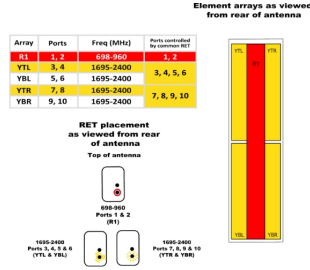 Element arrays as viewed
from rear of antenna
Array Ports Freq (MHz) Ports controlled by common RET
R1 1, 2 698-960 1, 2
YTL 3, 4 1695-2400 3, 4, 5, 6
YBL 5, 6 1695-2400
YTR 7, 8 1695-2400 7, 8, 9, 10
YBR 9, 10 1695-2400
YTL YTR
R1
YBL YBR
RET placement
as viewed from rear
of antenna
Top of antenna
698-960
Ports 1 & 2
(R1)
1695-2400
Ports 3, 4, 5 & 6
(YTL & YBL)
1695-2400
Ports 7, 8, 9 & 10
(YTR & YBR)